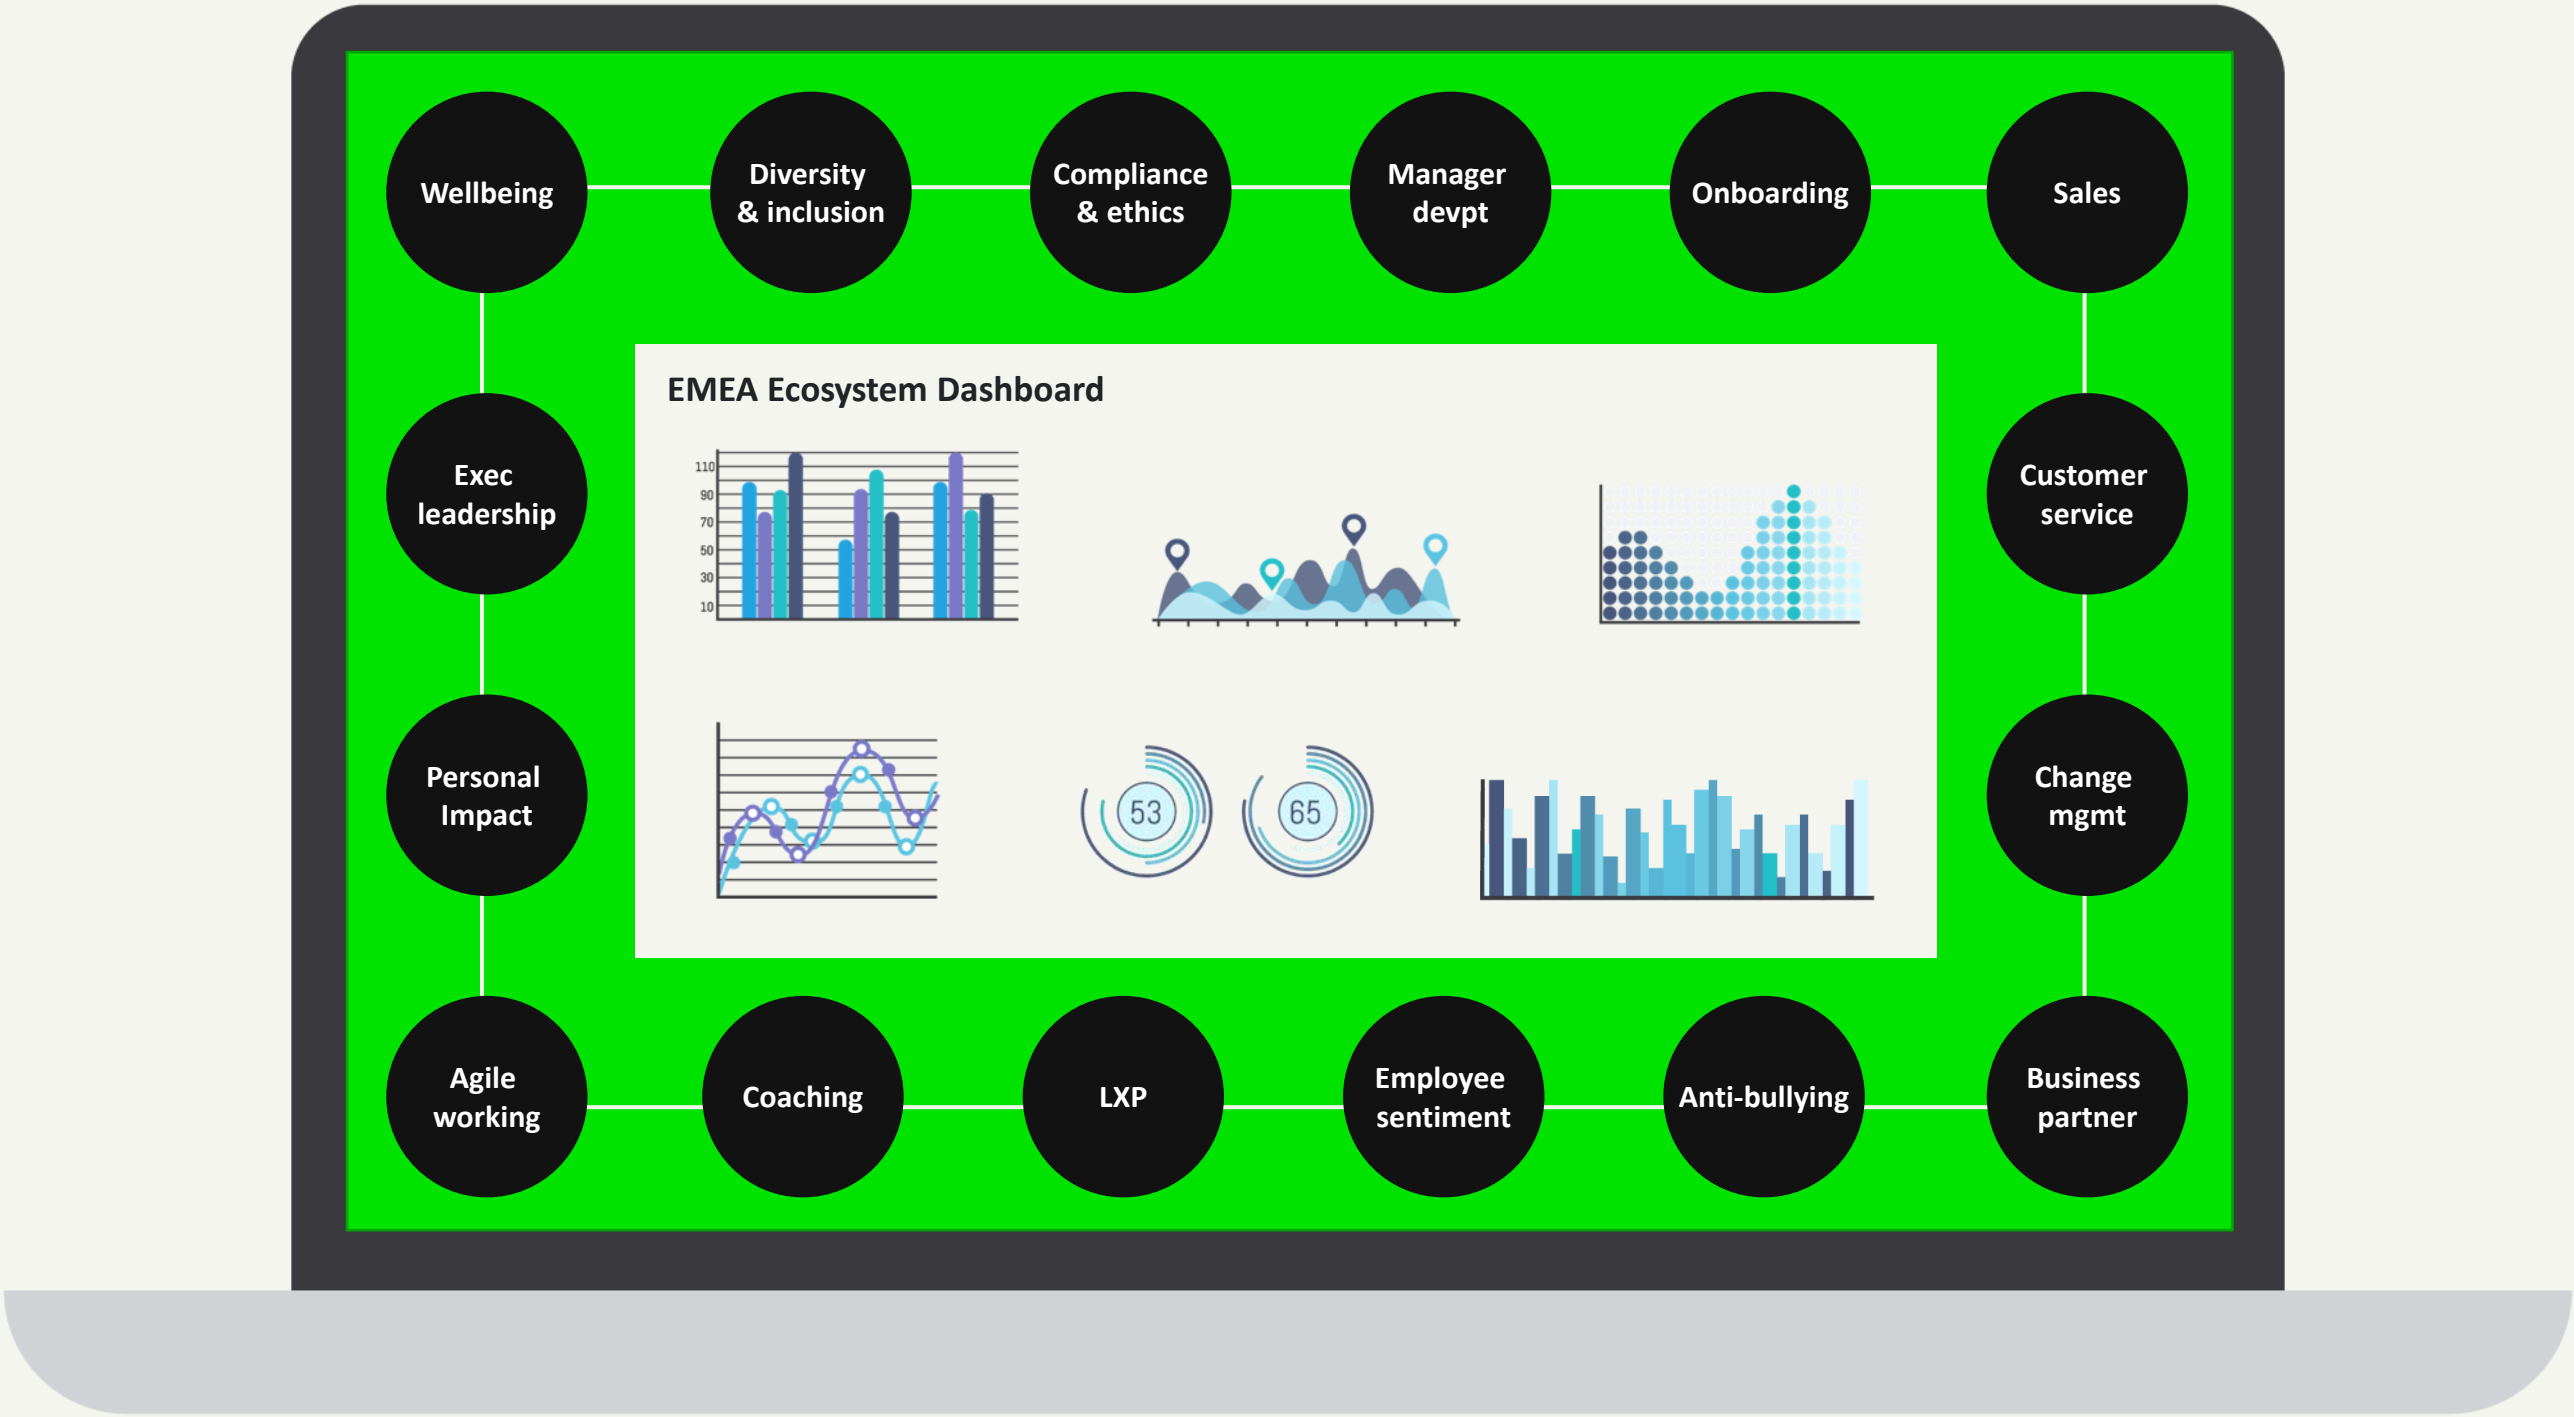 Wellbeing
Diversity
& inclusion
Compliance
& ethics
Manager
devpt
Onboarding
Sales
EMEA Ecosystem Dashboard
Exec
leadership
Customer
service
110
90
70
50
30
10
Personal
Impact
53
65
Change
mgmt
Agile
working
Coaching
LXP
Employee
sentiment
Anti-bullying
Business
partner